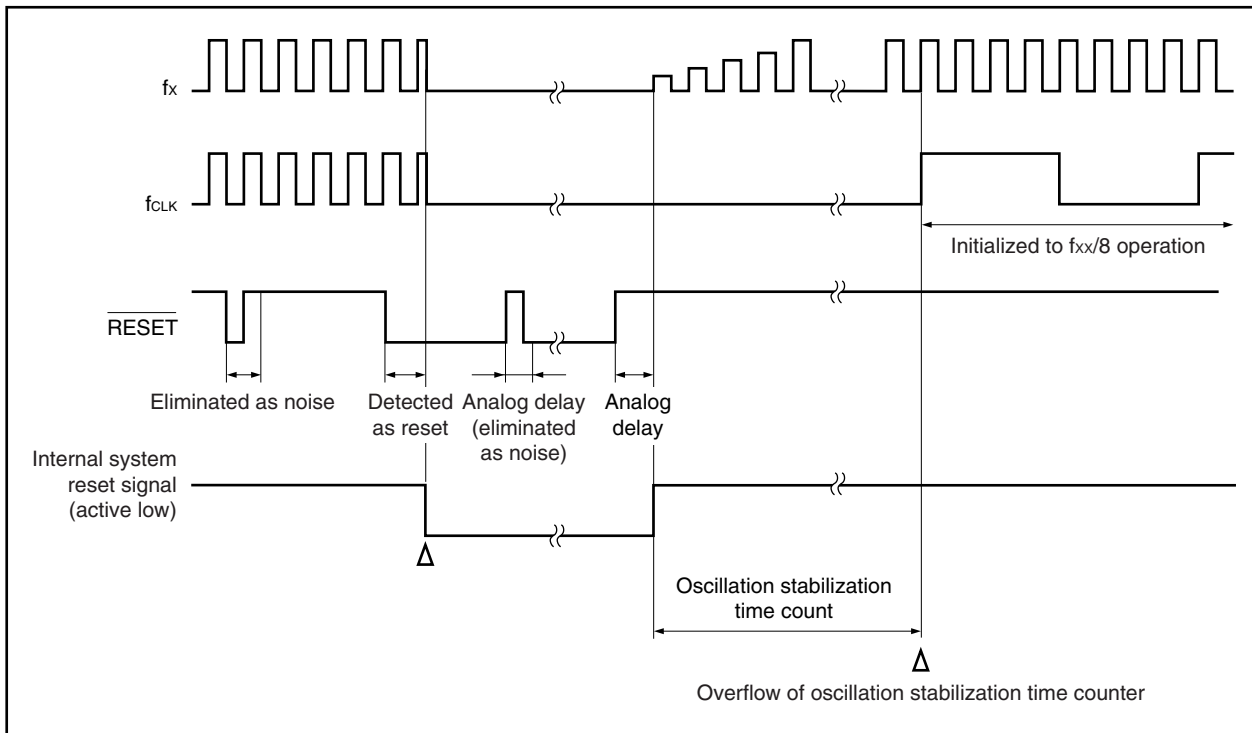 fX
fCLK
Initialized to fXX/8 operation
RESET
Eliminated as noise
Detected
as reset
Analog delay
(eliminated
as noise)
Analog
delay
Internal system
reset signal
(active low)
Oscillation stabilization
time count
Overflow of oscillation stabilization time counter